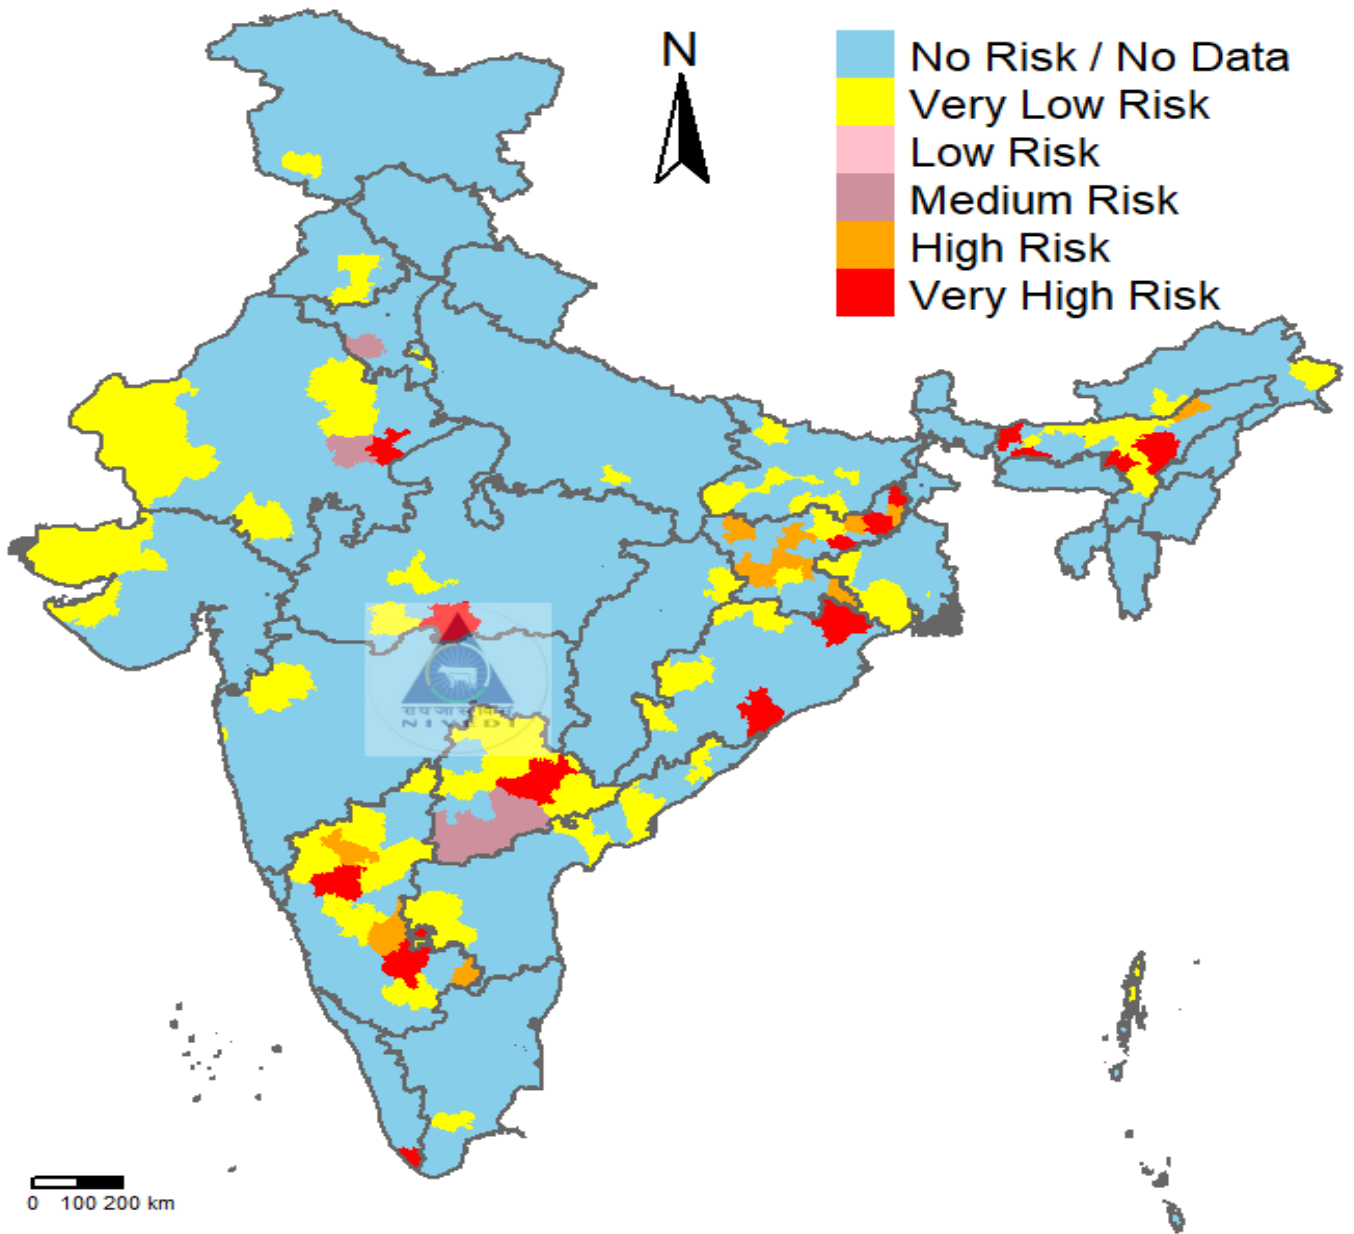 N
No Risk / No Data
Very Low Risk
Low Risk
Medium Risk
High Risk
Very High Risk
NIVEDI
0 100 200 km